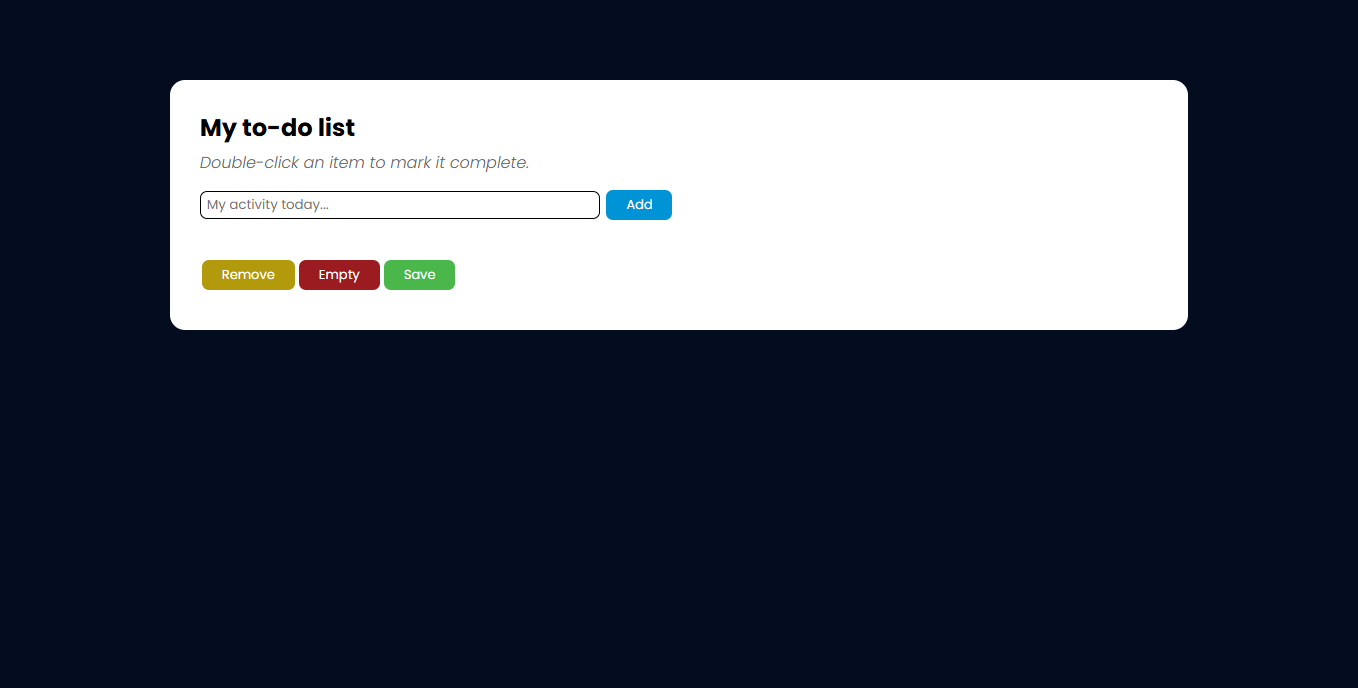 My to-do list
Double-click an item to mark it complete.
My activity today... Add
Remove Empty Save